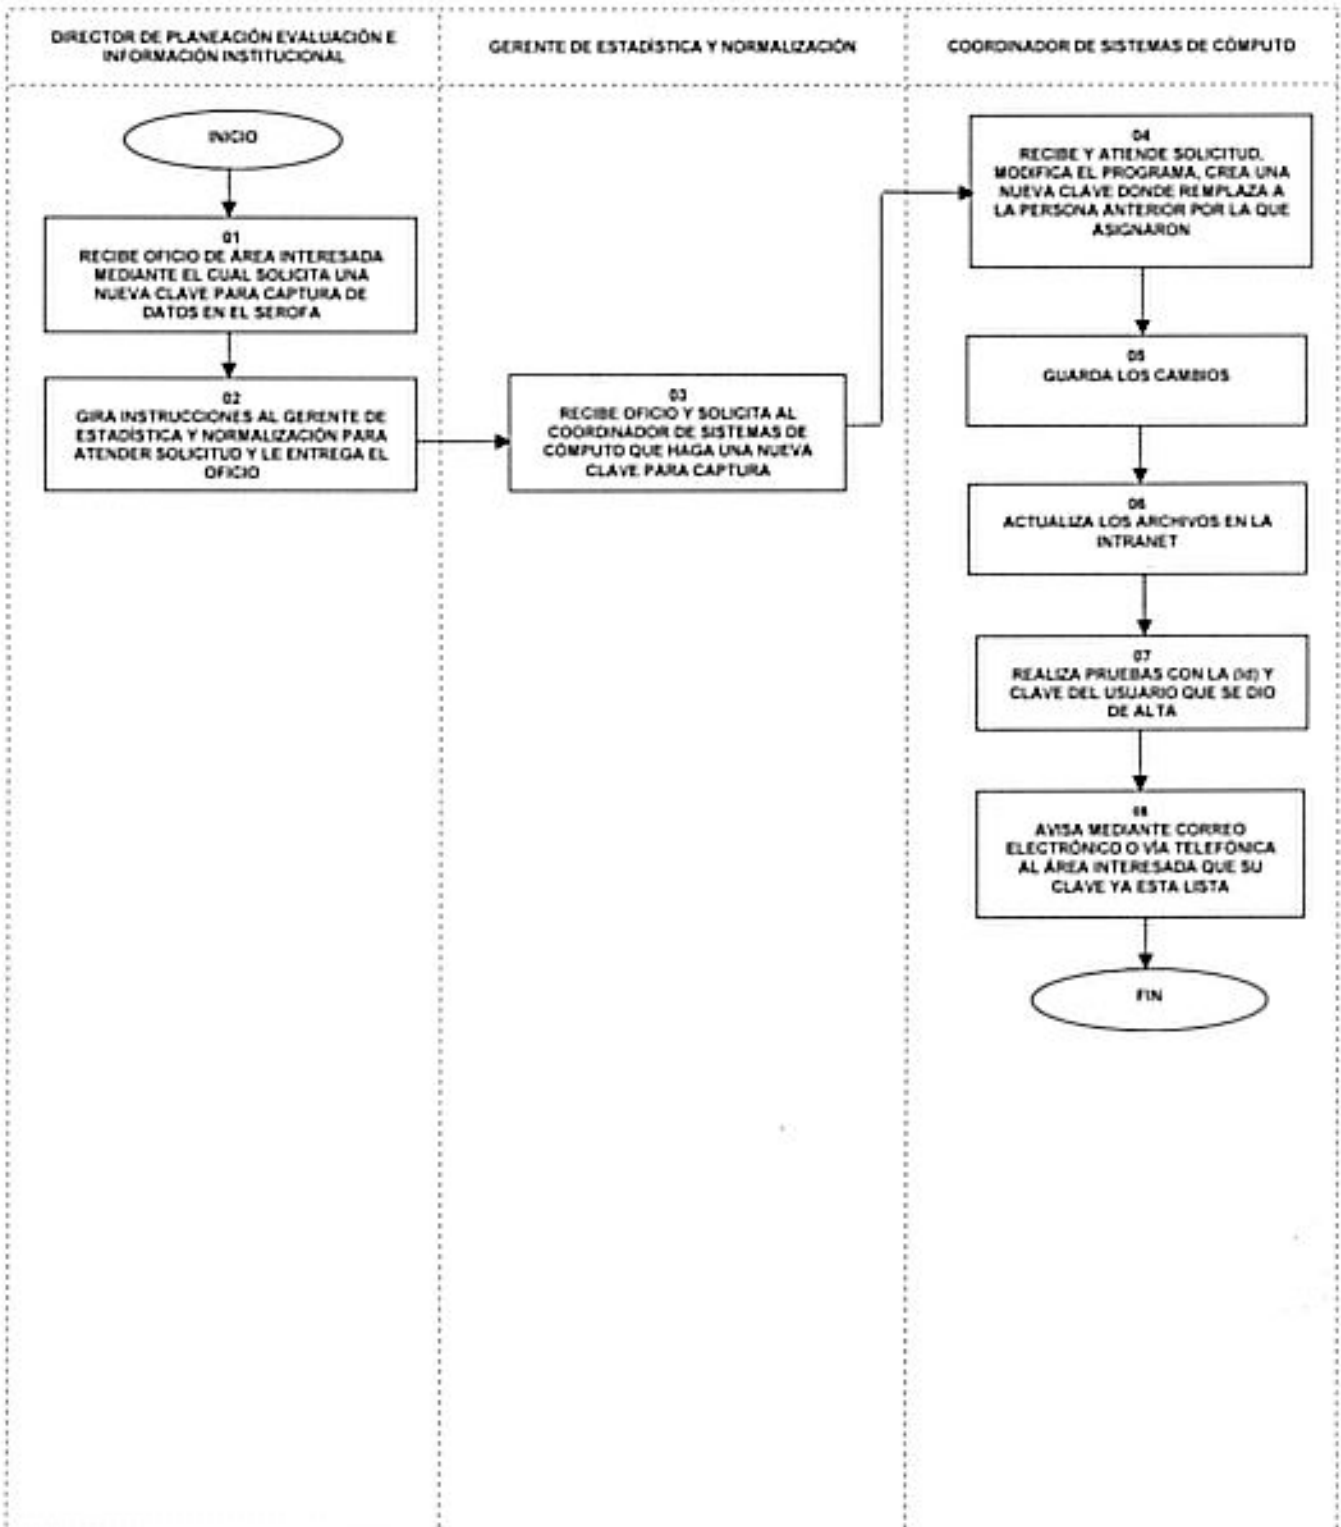 DIRECTOR DE PLANEACIÓN EVALUACIÓN E
INFORMACIÓN INSTITUCIONAL
GERENTE DE ESTADÍSTICA Y NORMALIZACIÓN
COORDINADOR DE SISTEMAS DE CÓMPUTO
INICIO
01
RECIBE OFICIO DE ÁREA INTERESADA
MEDIANTE EL CUAL SOLICITA UNA
NUEVA CLAVE PARA CAPTURA DE
DATOS EN EL SEROFA
02
GIRA INSTRUCCIONES AL GERENTE DE
ESTADÍSTICA Y NORMALIZACIÓN PARA
ATENDER SOLICITUD Y LE ENTREGA EL
OFICIO
03
RECIBE OFICIO Y SOLICITA AL
COORDINADOR DE SISTEMAS DE
CÓMPUTO QUE HAGA UNA NUEVA
CLAVE PARA CAPTURA
04
RECIBE Y ATIENDE SOLICITUD,
MODIFICA EL PROGRAMA, CREA UNA
NUEVA CLAVE DONDE REMPLAZA A
LA PERSONA ANTERIOR POR LA QUE
ASIGNARON
05
GUARDA LOS CAMBIOS
06
ACTUALIZA LOS ARCHIVOS EN LA
INTRANET
07
REALIZA PRUEBAS CON LA (Id) Y
CLAVE DEL USUARIO QUE SE DIO
DE ALTA
08
AVISA MEDIANTE CORREO
ELECTRÓNICO O VÍA TELEFÓNICA
AL ÁREA INTERESADA QUE SU
CLAVE YA ESTA LISTA
FIN